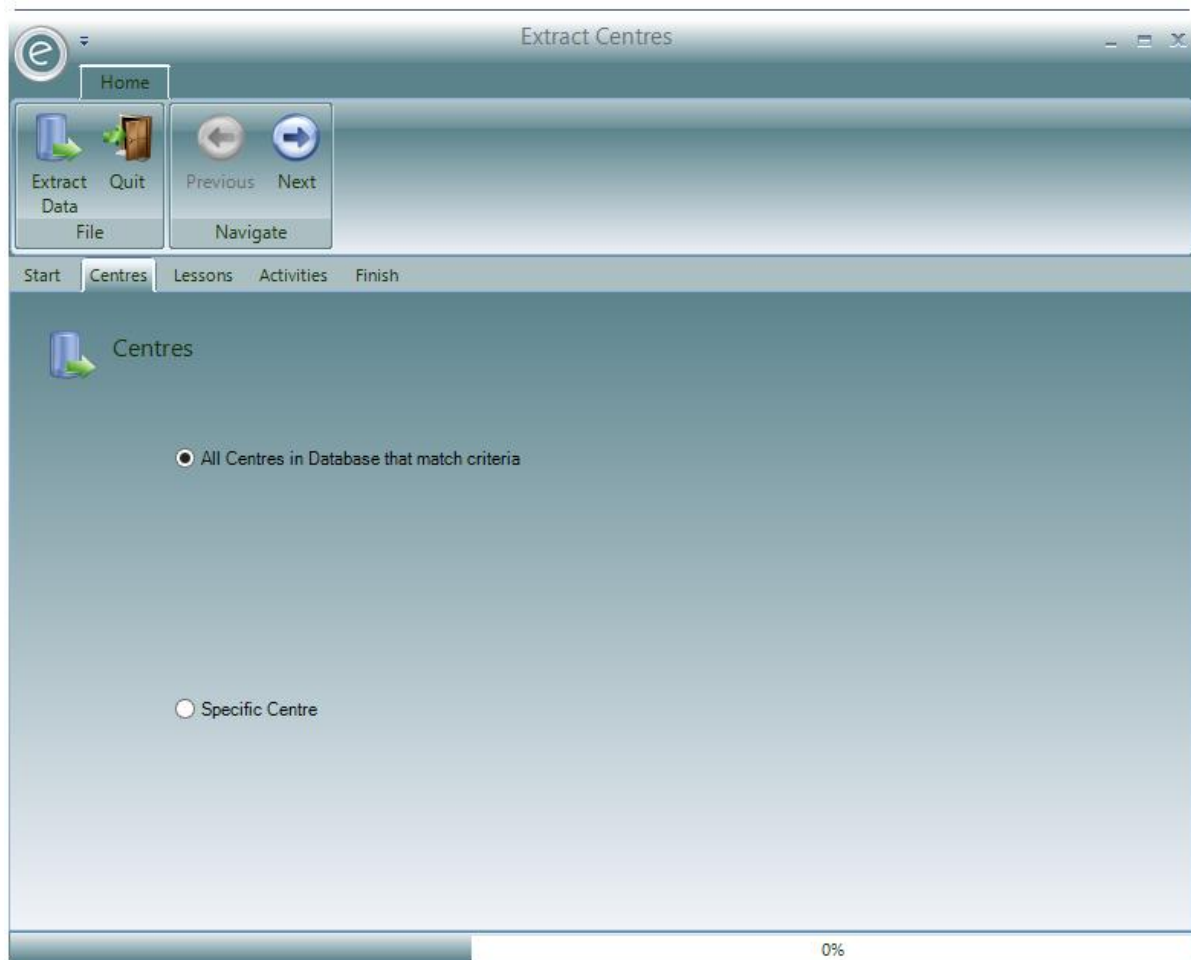 e
Extract Centres
Home
Extract Data
Quit
Previous
Next
File
Navigate
Start Centres Lessons Activities Finish
Centres
All Centres in Database that match criteria
Specific Centre
0%